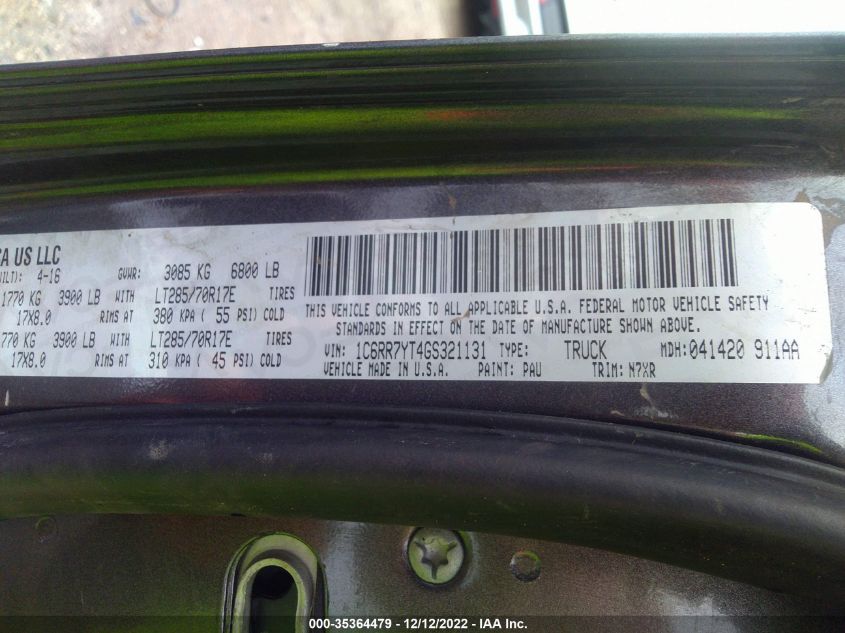 CA US LLC
UILT): 4-16 GVWR: 3085 KG 6800 LB
1770 KG 3900 LB WITH LT285/70R17E TIRES
17X8.0 RIMS AT 380 KPA ( 55 PSI) COLD
770 KG 3900 LB WITH LT285/70R17E TIRES
17X8.0 RIMS AT 310 KPA ( 45 PSI) COLD
THIS VEHICLE CONFORMS TO ALL APPLICABLE U.S.A. FEDERAL MOTOR VEHICLE SAFETY
STANDARDS IN EFFECT ON THE DATE OF MANUFACTURE SHOWN ABOVE.
VIN: 1C6RR7YT4GS321131 TYPE: TRUCK MDH: 041420 911AA
VEHICLE MADE IN U.S.A. PAINT: PAU TRIM: N7XR
000-35364479 - 12/12/2022 - IAA Inc.